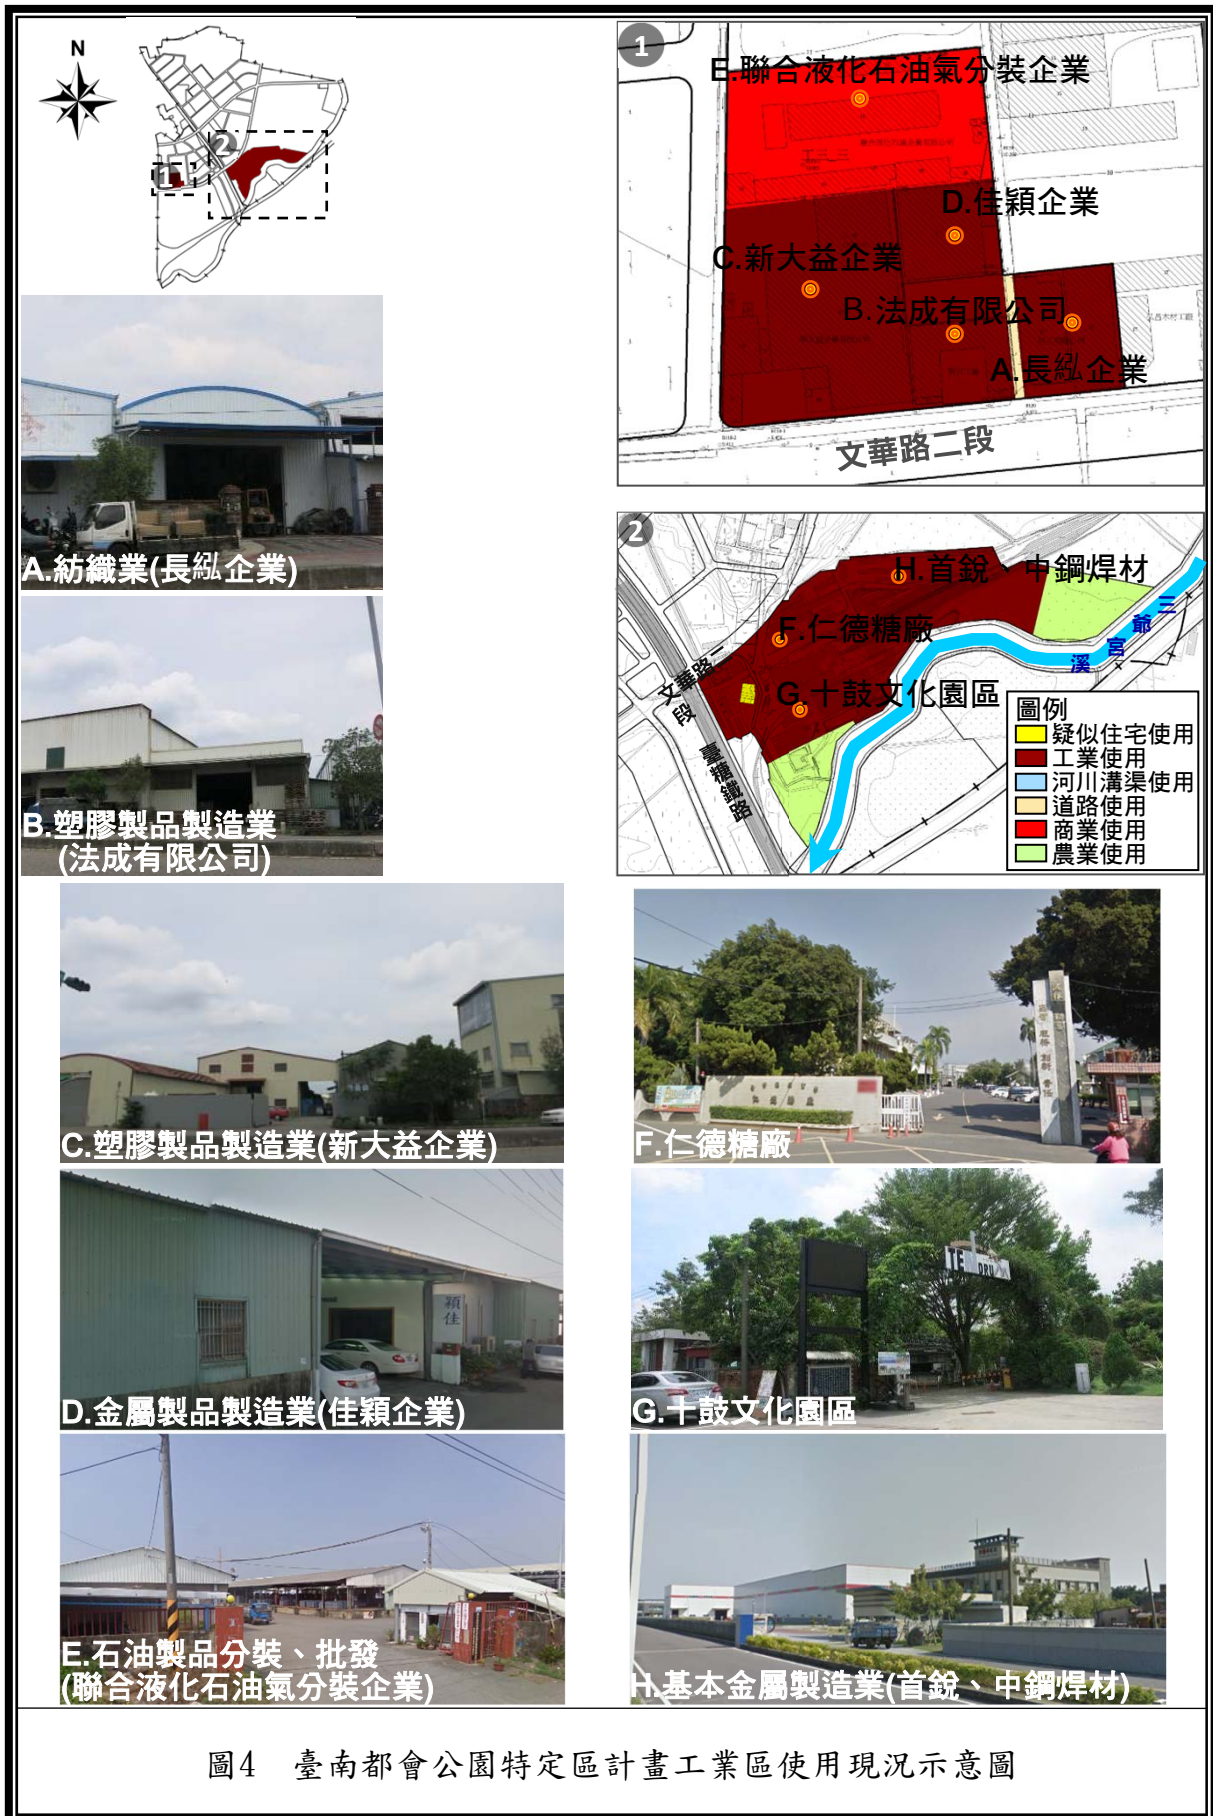 N
1
2
1
E.聯合液化石油氣分裝企業
D.佳穎企業
C.新大益企業
B.法成有限公司
A.長紭企業
文華路二段
A.紡織業(長紭企業)
2
H.首銳、中鋼焊材
F.仁德糖廠
G.十鼓文化園區
文華路二段
臺糖鐵路
三爺宮溪
圖例
疑似住宅使用
工業使用
河川溝渠使用
道路使用
商業使用
農業使用
B.塑膠製品製造業
(法成有限公司)
C.塑膠製品製造業(新大益企業)
F.仁德糖廠
穎佳
D.金屬製品製造業(佳穎企業)
TEN DRUM
G.十鼓文化園區
E.石油製品分裝、批發
(聯合液化石油氣分裝企業)
H.基本金屬製造業(首銳、中鋼焊材)
圖4 臺南都會公園特定區計畫工業區使用現況示意圖